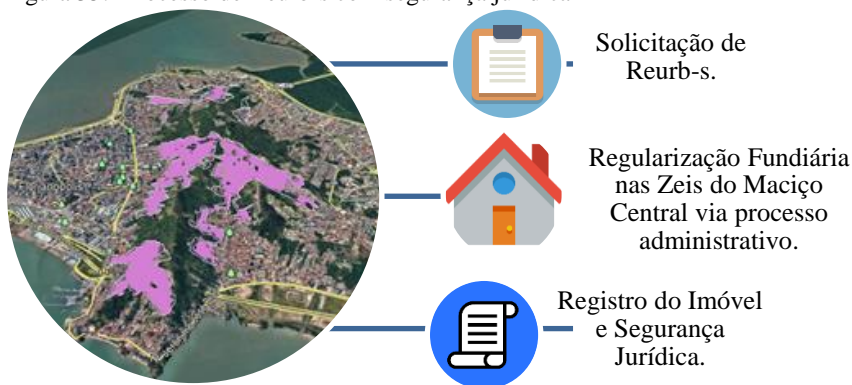 Solicitação de
Reurb-s.
Regularização Fundiária
nas Zeis do Maciço
Central via processo
administrativo.
Registro do Imóvel
e Segurança
Jurídica.